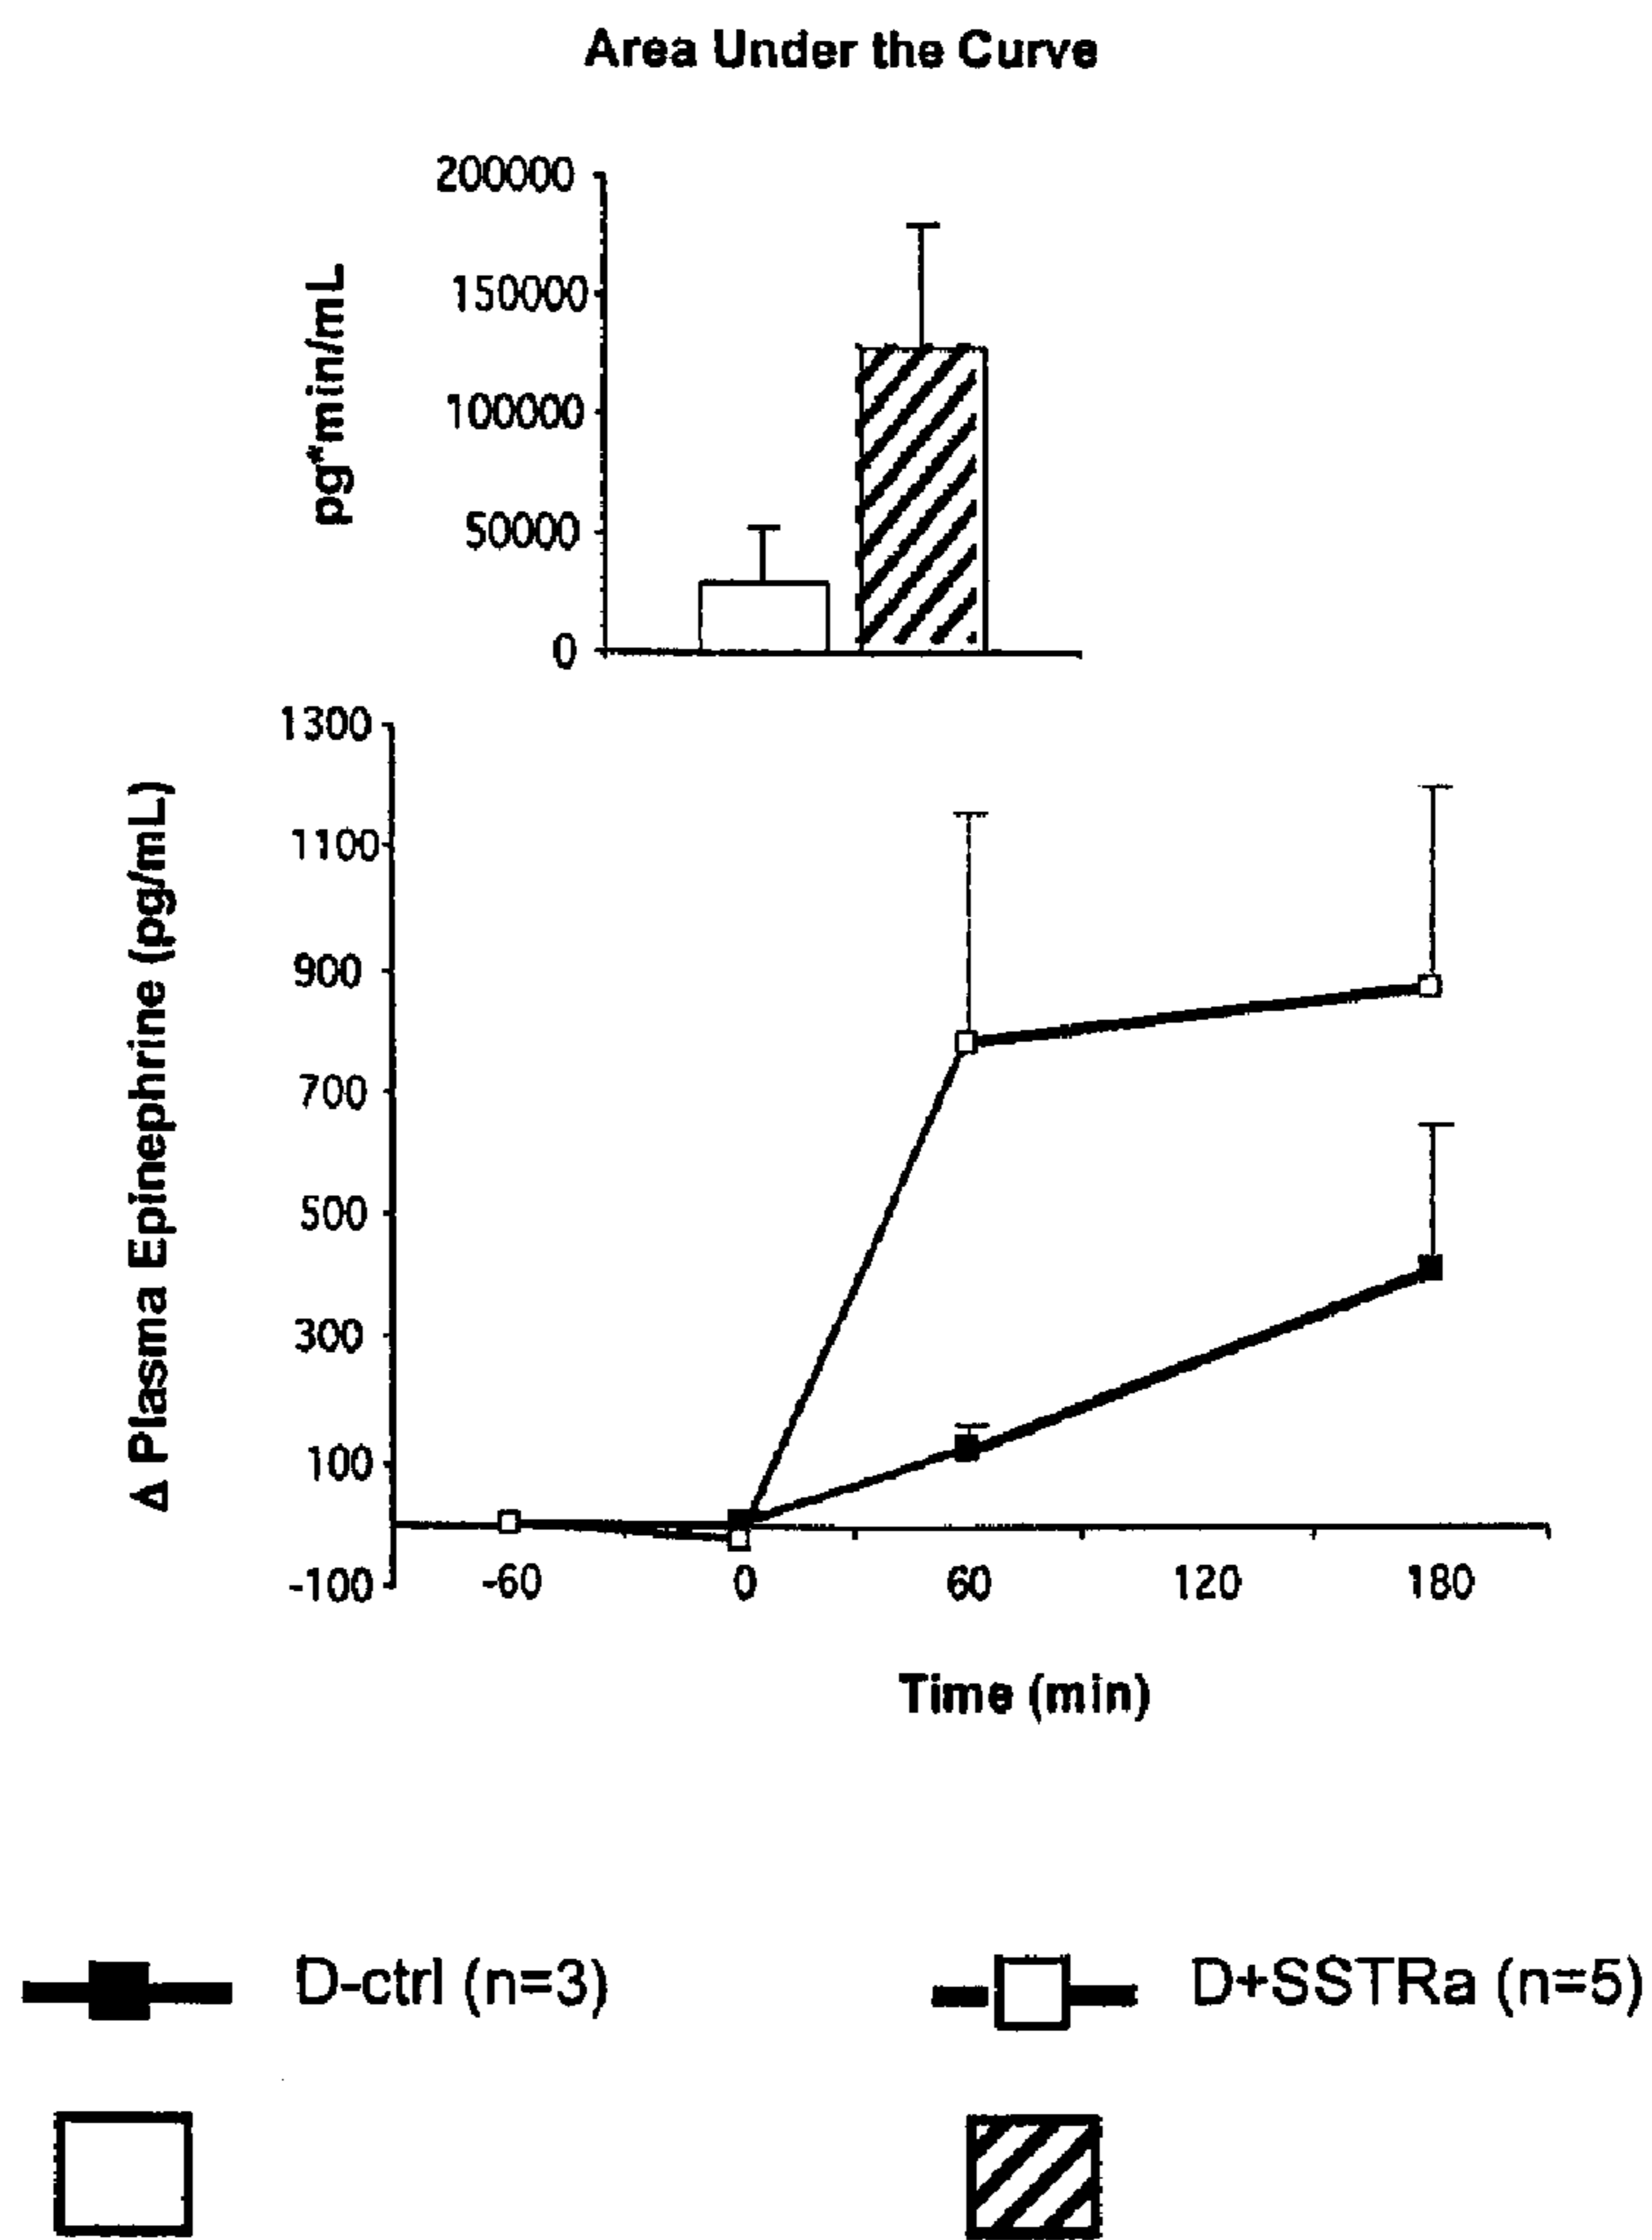 Area Under the Curve
pg*min/mL
200000
150000
100000
50000
0
Δ Plasma Epinephrine (pg/mL)
1300
1100
900
700
500
300
100
-100
-60 0 60 120 180
Time (min)
D-ctrl (n=3) D+SSTRa (n=5)